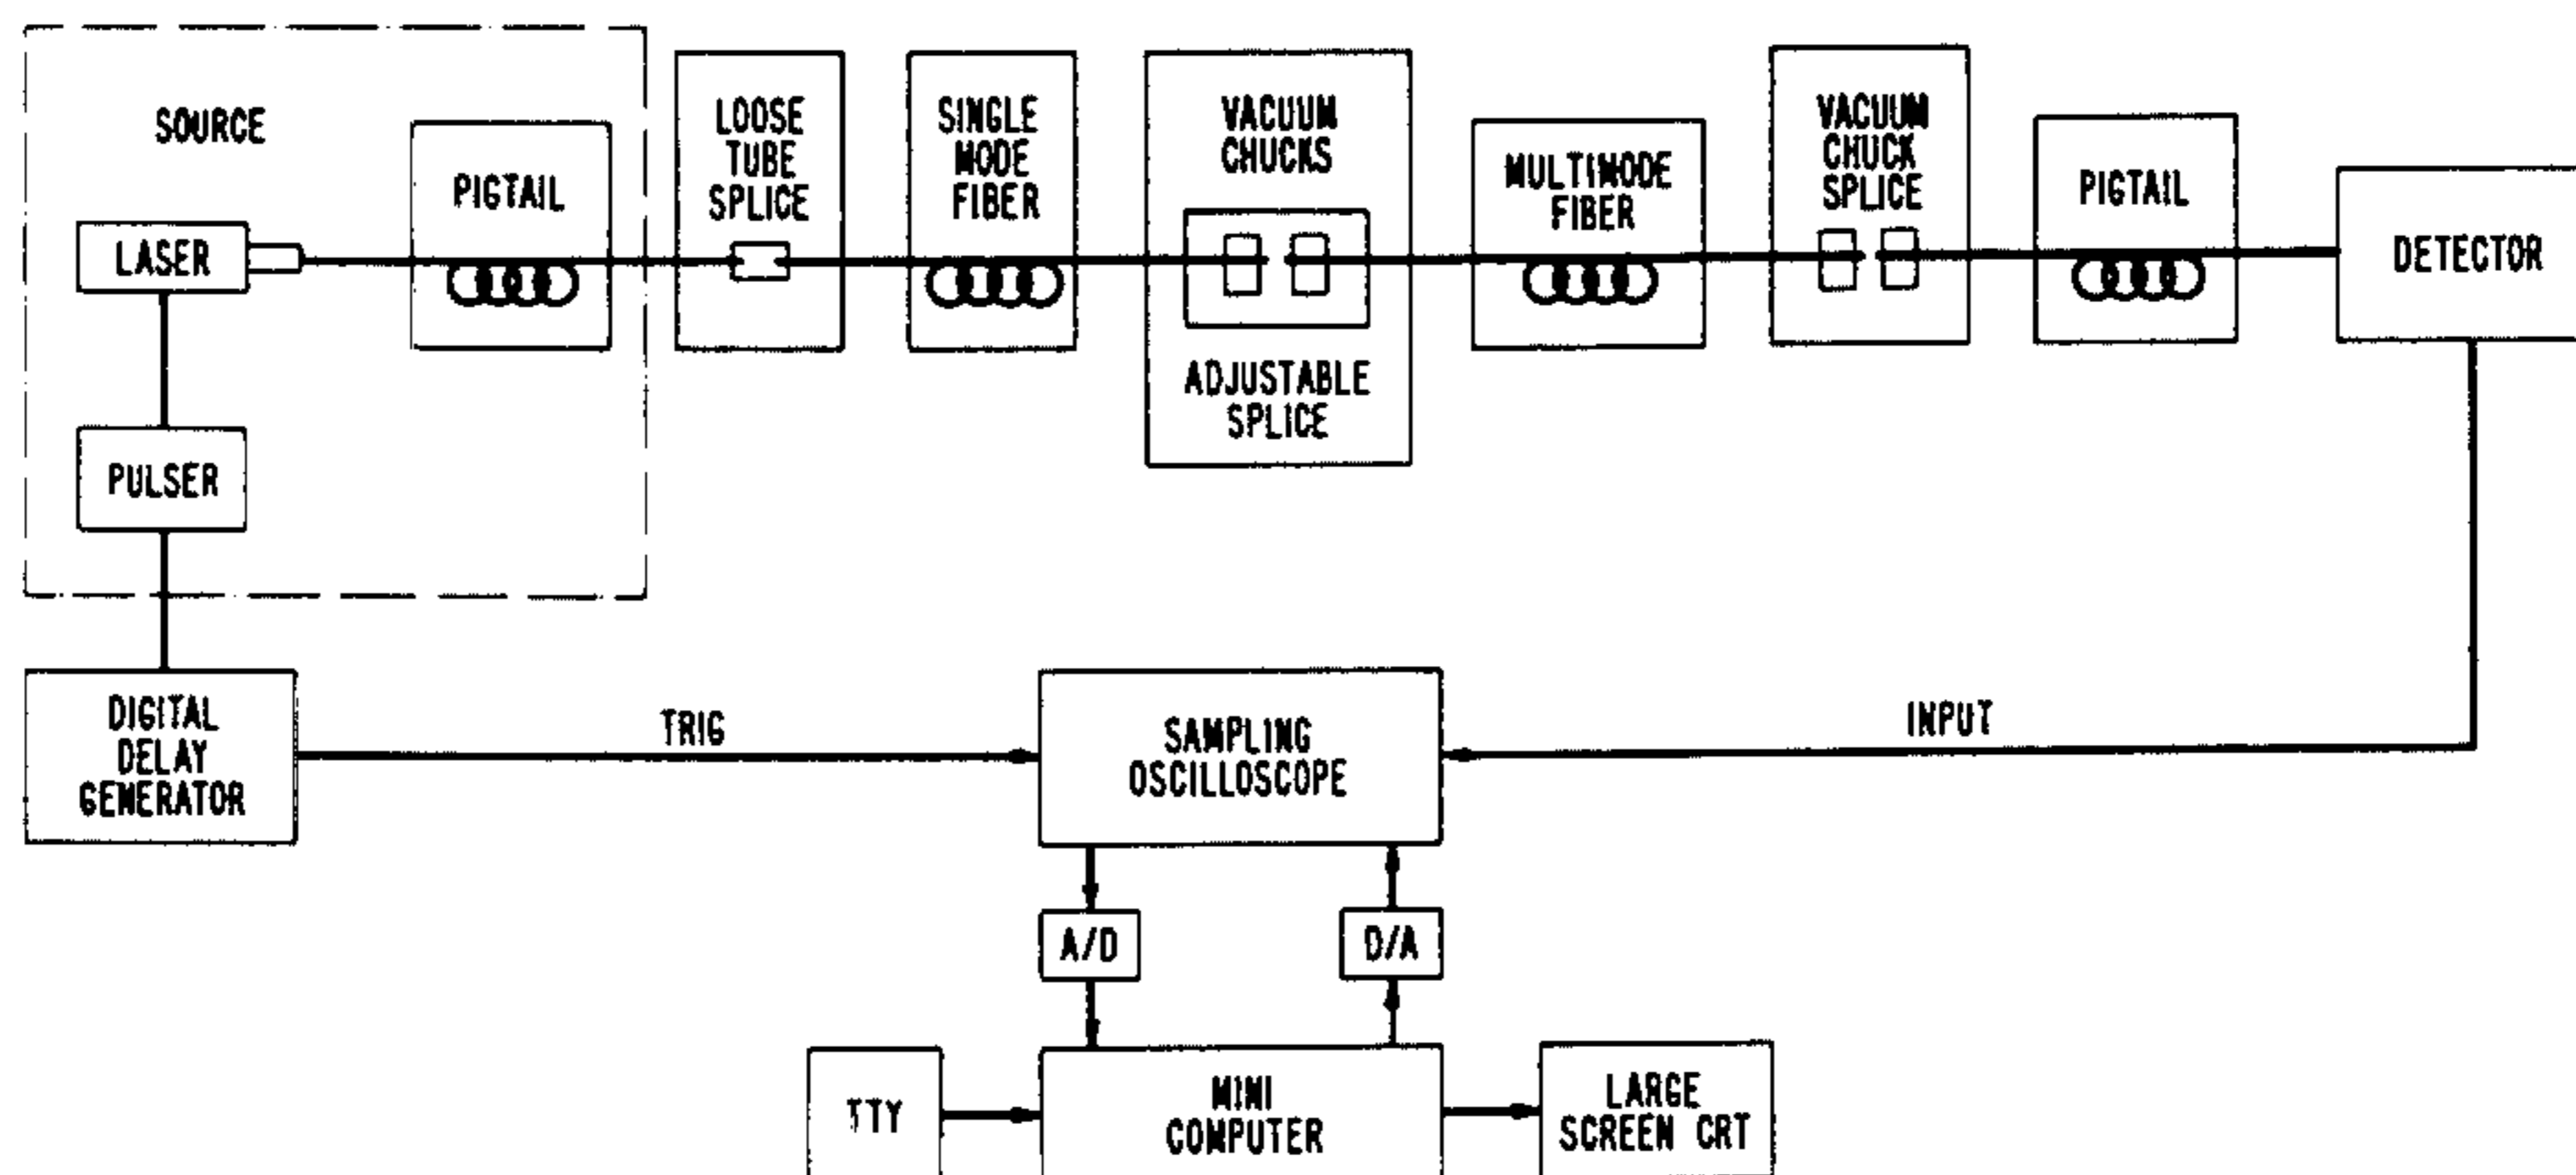 SOURCE
LASER
PIGTAIL
PULSER
LOOSE
TUBE
SPLICE
SINGLE
MODE
FIBER
VACUUM
CHUCKS
ADJUSTABLE
SPLICE
MULTIMODE
FIBER
VACUUM
CHUCK
SPLICE
PIGTAIL
DETECTOR
DIGITAL
DELAY
GENERATOR
TRIG
SAMPLING
OSCILLOSCOPE
INPUT
A/D
D/A
TTY
MINI
COMPUTER
LARGE
SCREEN CRT